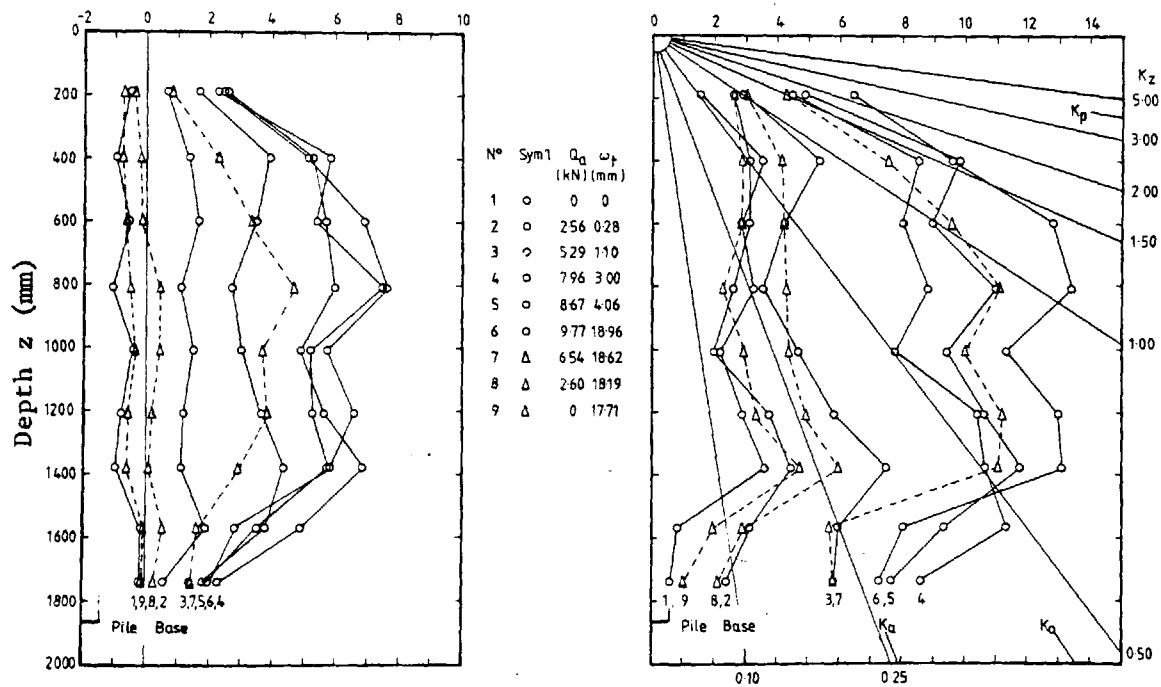 -2 0 2 4 6 8 10
0
200
400
600
800
1000
1200
1400
1600
1800
2000
Depth z (mm)
1,9,8,2 3,7,5,6,4
Pile Base
N° Symˡ Qa ωt
(kN) (mm)
1 0 0
2 2·56 0·28
3 5·29 1·10
4 7·96 3·00
5 8·67 4·06
6 9·77 18·96
7 6·54 18·62
8 2·60 18·19
9 0 17·71
0 2 4 6 8 10 12 14
Kz
5·00
Kp
3·00
2·00
1·50
1·00
0·50
1, 9 8,2 3,7 6,5 4
Pile Base
Ka
Ko
0·10 0·25